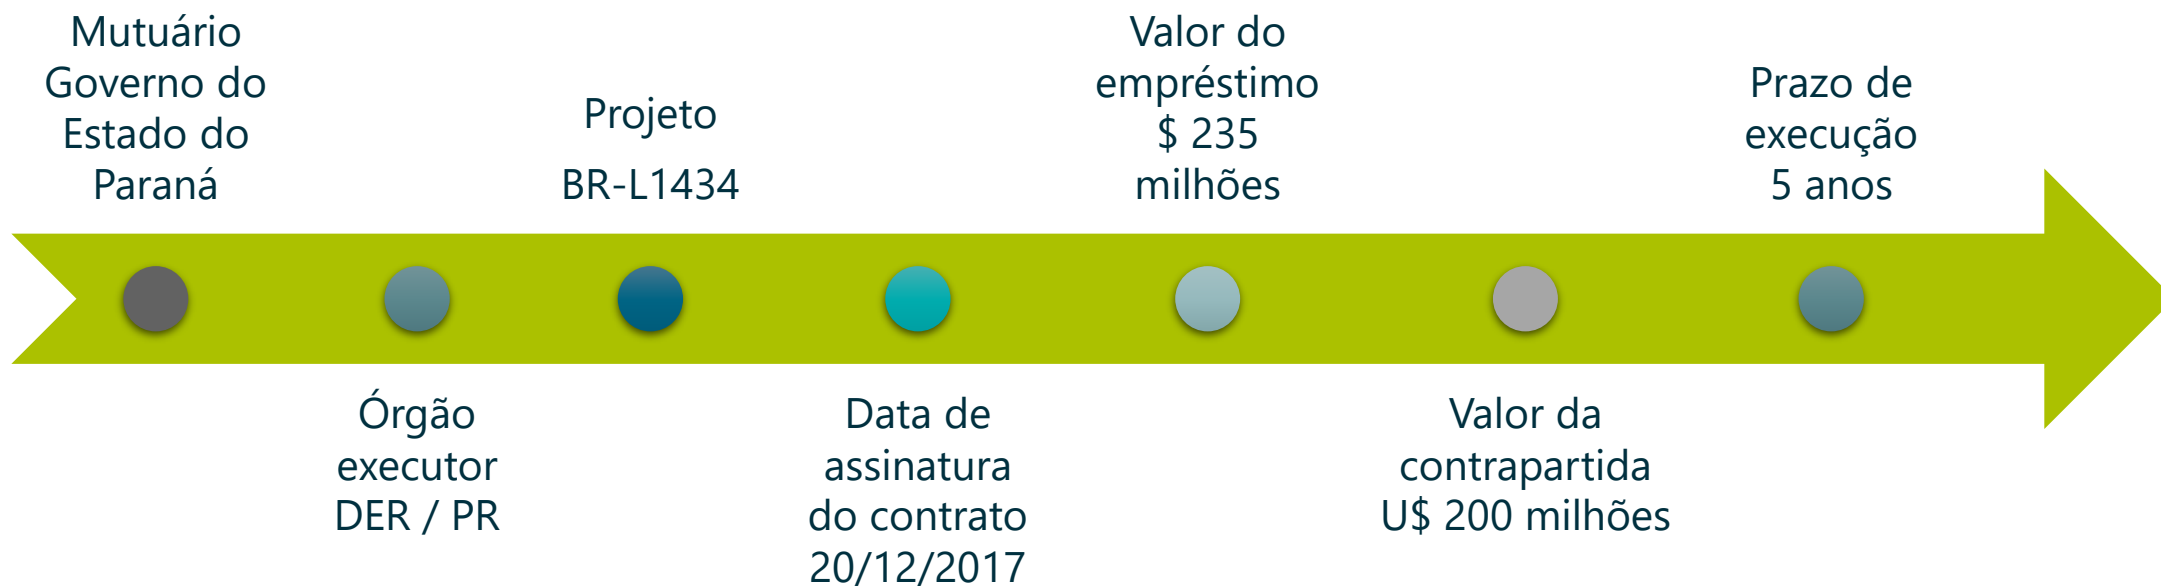 Mutuário
Governo do
Estado do
Paraná
Órgão
executor
DER / PR
Projeto
BR-L1434
Data de
assinatura
do contrato
20/12/2017
Valor do
empréstimo
$ 235
milhões
Valor da
contrapartida
U$ 200 milhões
Prazo de
execução
5 anos